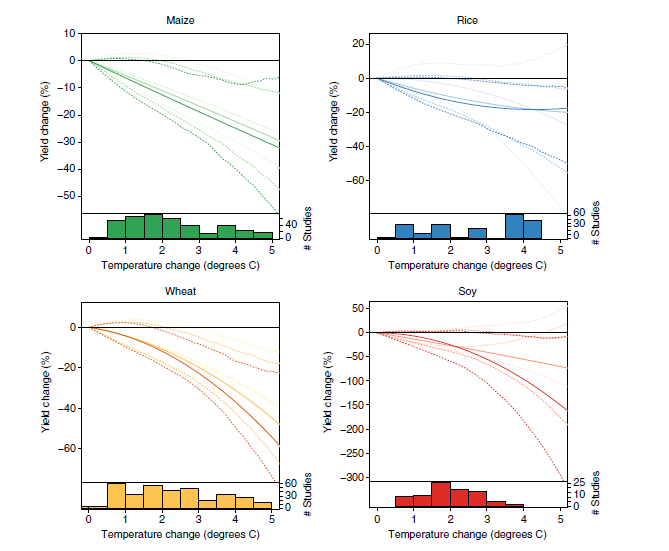 Maize
10
0
−10
−20
−30
−40
−50
Yield change (%)
40
0
# Studies
0 1 2 3 4 5
Temperature change (degrees C)
Rice
20
0
−20
−40
−60
Yield change (%)
60
30
0
# Studies
0 1 2 3 4 5
Temperature change (degrees C)
Wheat
0
−20
−40
−60
Yield change (%)
60
30
0
# Studies
0 1 2 3 4 5
Temperature change (degrees C)
Soy
50
0
−50
−100
−150
−200
−250
−300
Yield change (%)
25
10
0
# Studies
0 1 2 3 4 5
Temperature change (degrees C)